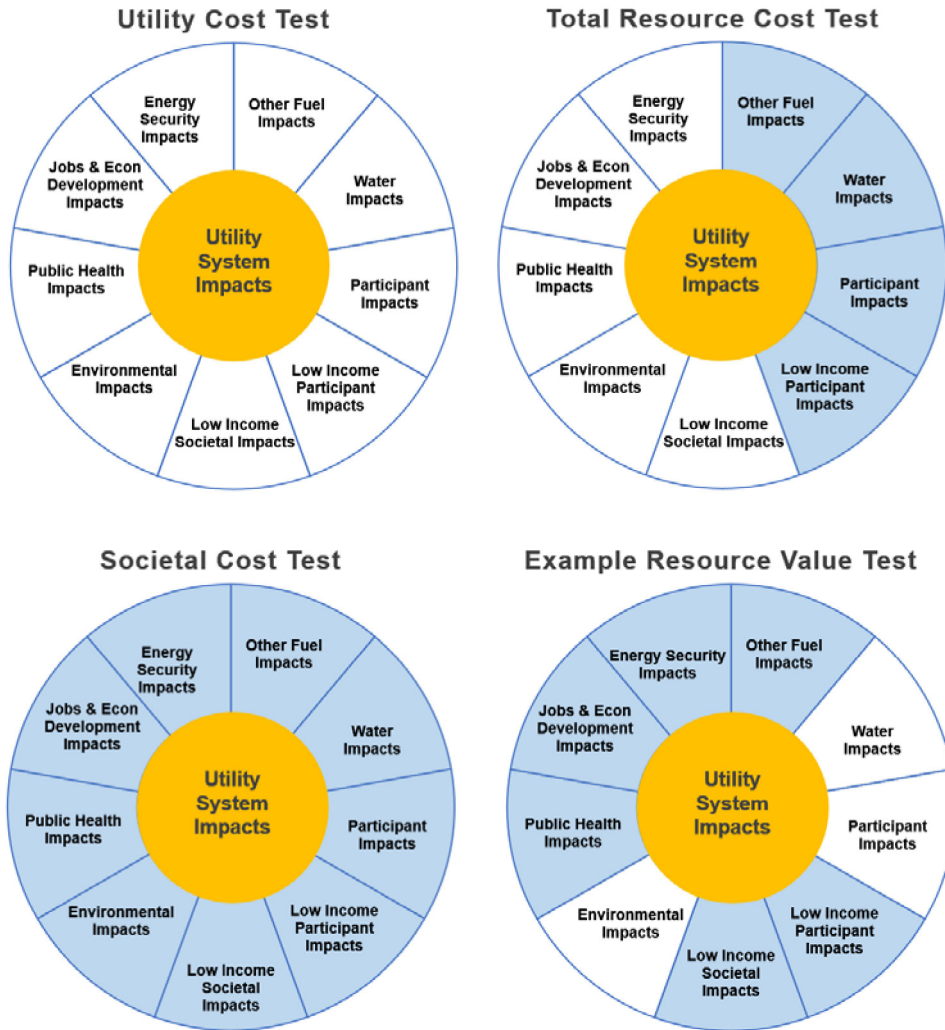 Utility Cost Test
Energy
Security
Impacts
Other Fuel
Impacts
Jobs & Econ
Development
Impacts
Water
Impacts
Utility
System
Impacts
Public Health
Impacts
Participant
Impacts
Environmental
Impacts
Low Income
Participant
Impacts
Low Income
Societal Impacts
Total Resource Cost Test
Energy
Security
Impacts
Other Fuel
Impacts
Jobs & Econ
Development
Impacts
Water
Impacts
Utility
System
Impacts
Public Health
Impacts
Participant
Impacts
Environmental
Impacts
Low Income
Participant
Impacts
Low Income
Societal Impacts
Societal Cost Test
Energy
Security
Impacts
Other Fuel
Impacts
Jobs & Econ
Development
Impacts
Water
Impacts
Utility
System
Impacts
Public Health
Impacts
Participant
Impacts
Environmental
Impacts
Low Income
Participant
Impacts
Low Income
Societal
Impacts
Example Resource Value Test
Energy Security
Impacts
Other Fuel
Impacts
Jobs & Econ
Development
Impacts
Water
Impacts
Utility
System
Impacts
Public Health
Impacts
Participant
Impacts
Environmental
Impacts
Low Income
Participant
Impacts
Low Income
Societal
Impacts